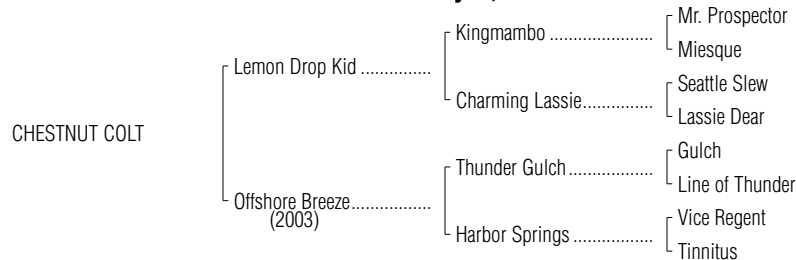 Mr. Prospector
Kingmambo ....................
Miesque
Lemon Drop Kid ..............
Seattle Slew
Charming Lassie..............
Lassie Dear
CHESTNUT COLT
Gulch
Thunder Gulch.................
Line of Thunder
Offshore Breeze................
(2003)
Vice Regent
Harbor Springs ................
Tinnitus